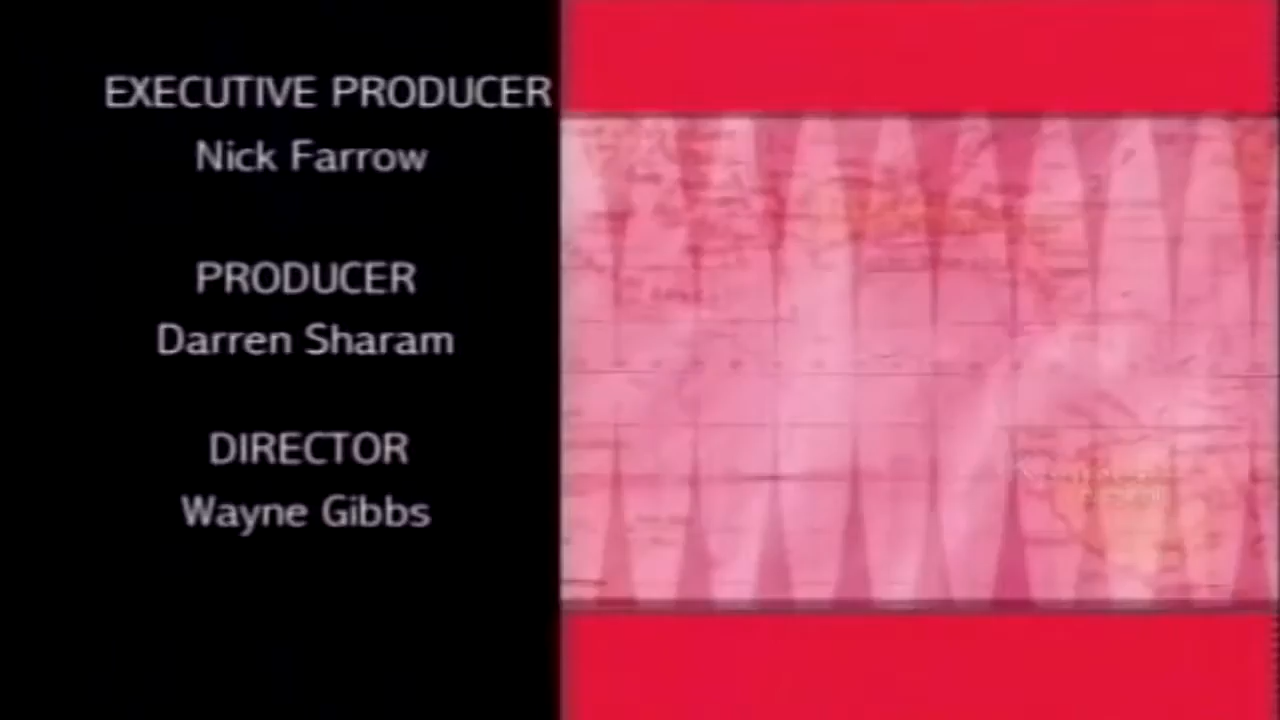 EXECUTIVE PRODUCER
Nick Farrow
PRODUCER
Darren Sharam
DIRECTOR
Wayne Gibbs